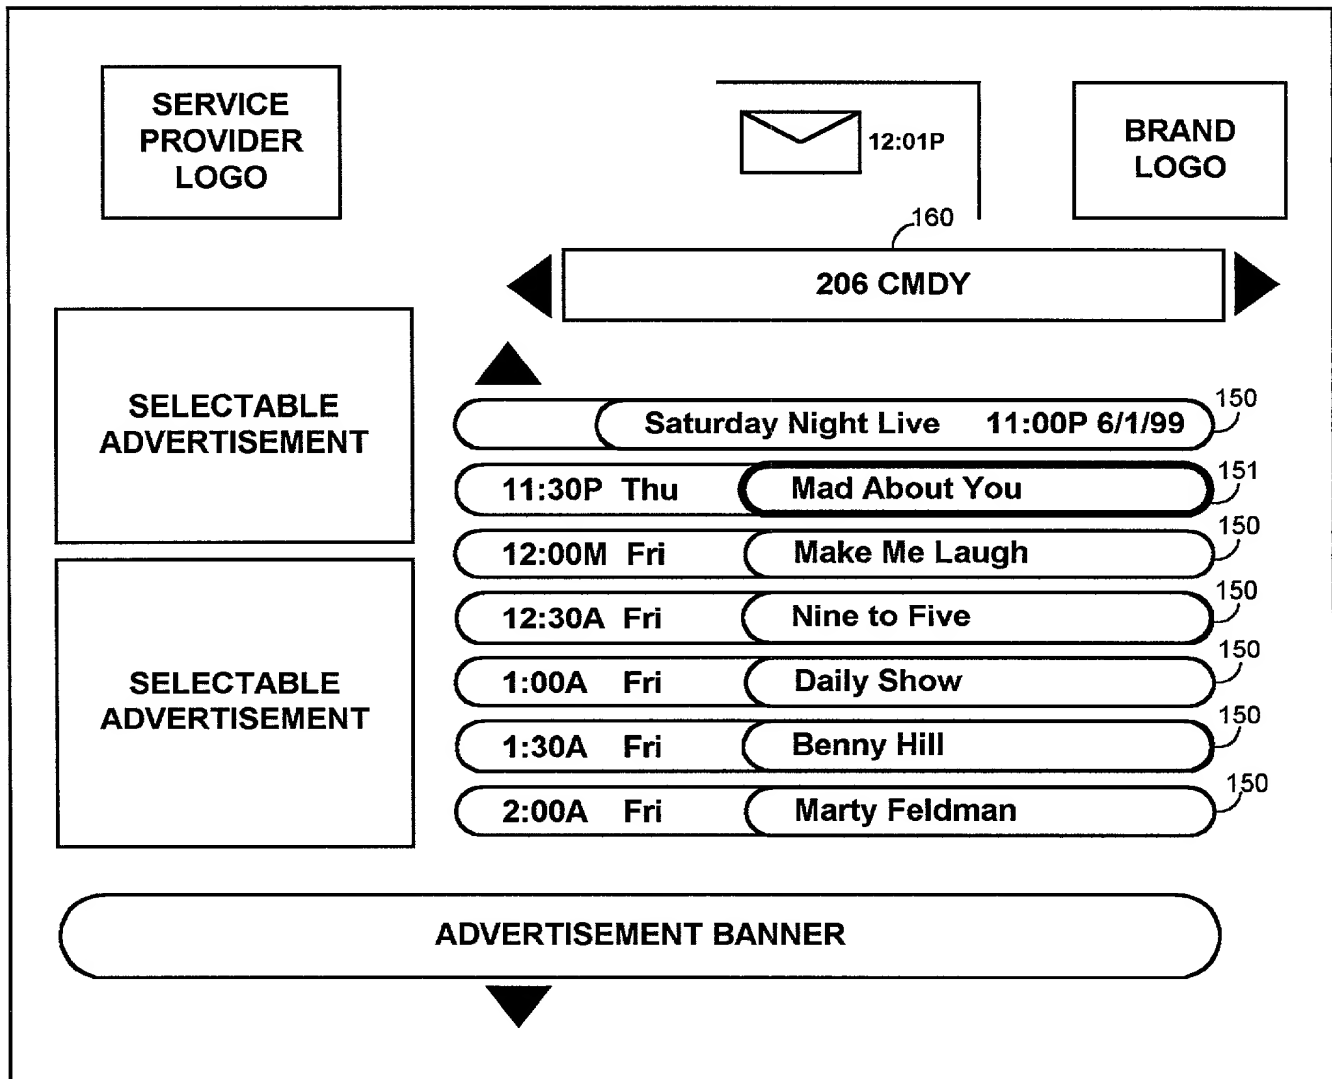 SERVICE
PROVIDER
LOGO
12:01P
BRAND
LOGO
160
206 CMDY
SELECTABLE
ADVERTISEMENT
Saturday Night Live 11:00P 6/1/99 150
11:30P Thu Mad About You 151
12:00M Fri Make Me Laugh 150
12:30A Fri Nine to Five 150
SELECTABLE
ADVERTISEMENT
1:00A Fri Daily Show 150
1:30A Fri Benny Hill 150
2:00A Fri Marty Feldman 150
ADVERTISEMENT BANNER